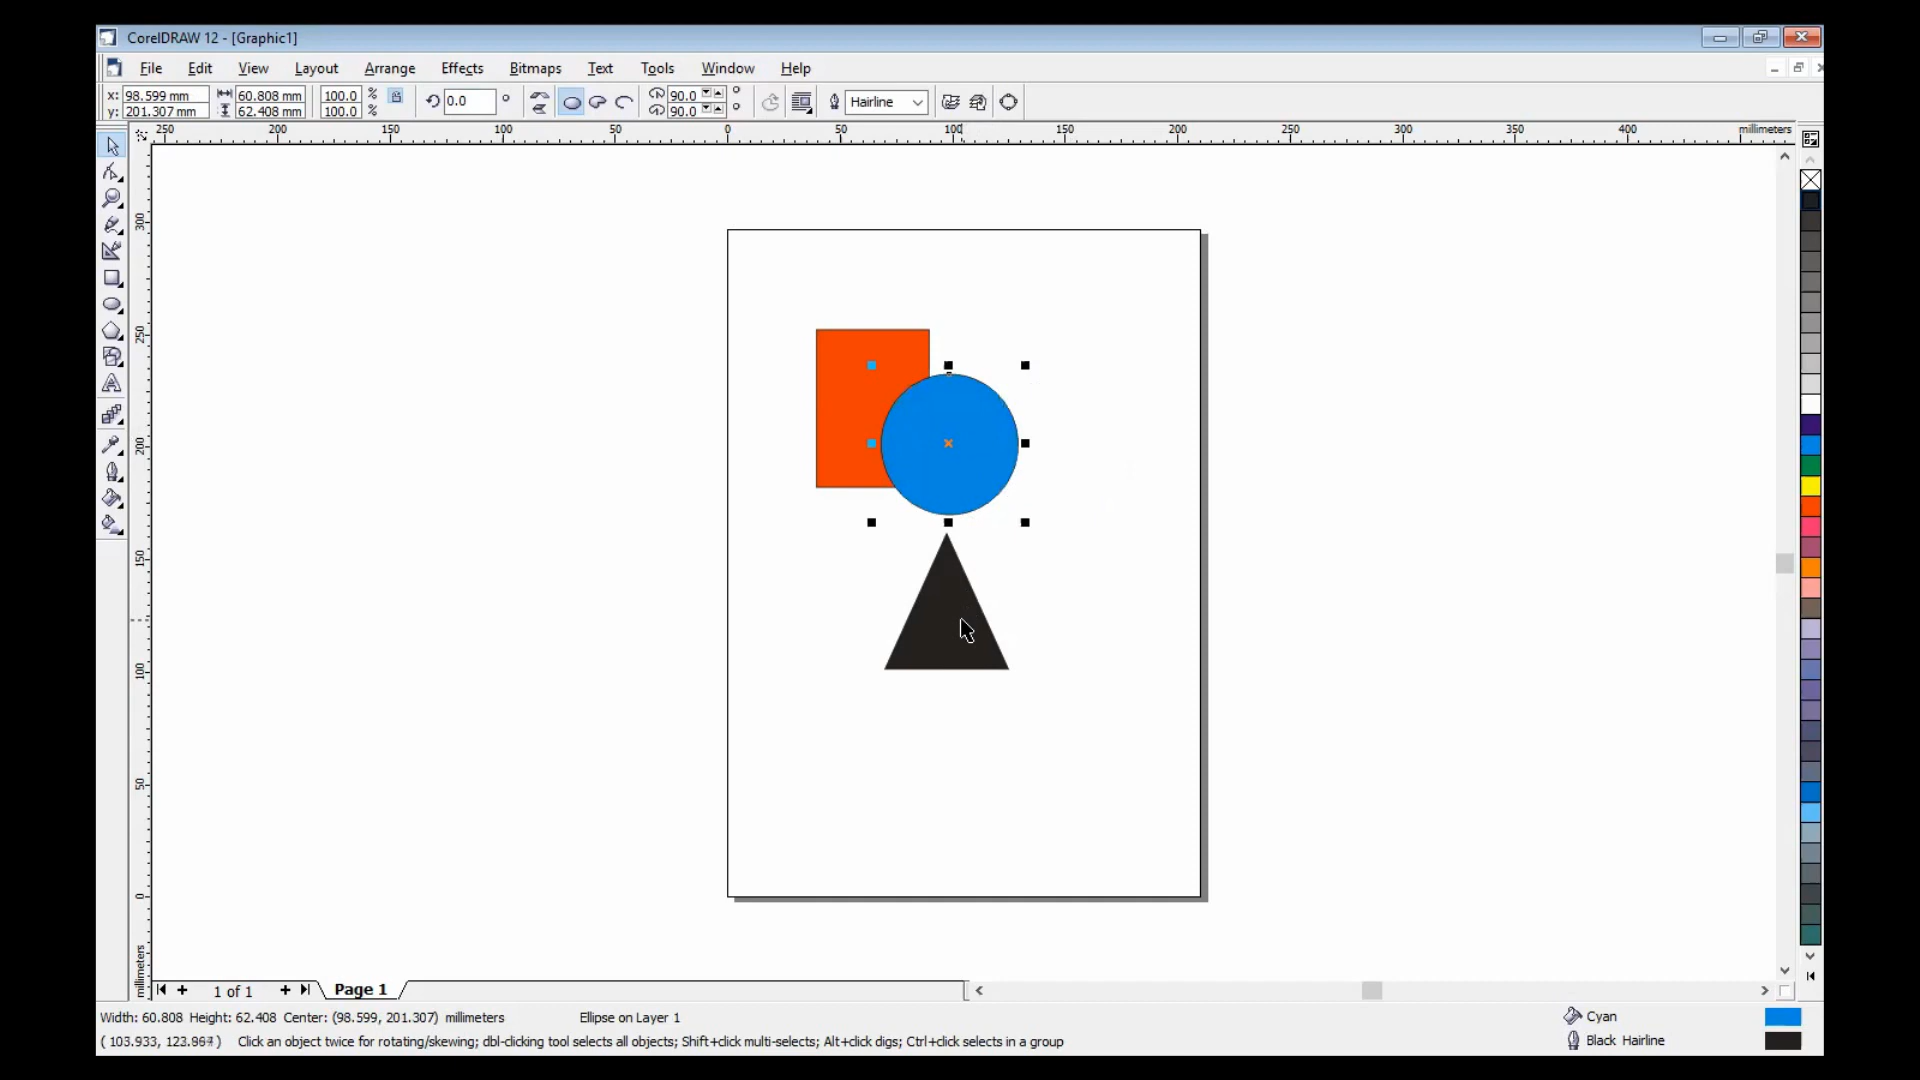 CorelDRAW 12 - [Graphic1]
File Edit View Layout Arrange Effects Bitmaps Text Tools Window Help
x: 98.599 mm 60.808 mm 100.0 % 0.0 ° 90.0 ° Hairline
y: 201.307 mm 62.408 mm 100.0 % 90.0 °
250 200 150 100 50 0 50 100 150 200 250 300 350 400 millimeters
300
250
200
150
100
50
0
millimeters
1 of 1 Page 1
Width: 60.808 Height: 62.408 Center: (98.599, 201.307) millimeters Ellipse on Layer 1 Cyan
Click an object twice for rotating/skewing; dbl-clicking tool selects all objects; Shift+click multi-selects; Alt+click digs; Ctrl+click selects in a group Black Hairline